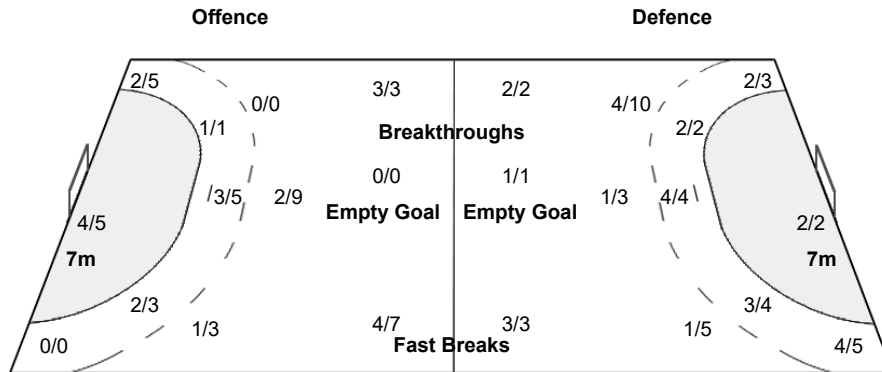 Offence Defence
2/5 3/3 2/2 2/3
0/0 4/10
1/1 2/2
Breakthroughs
0/0 1/1
3/5 2/9 1/3 4/4
Empty Goal Empty Goal
4/5 2/2
7m 7m
2/3 3/4
1/3 4/7 3/3 1/5
Fast Breaks
0/0 4/5